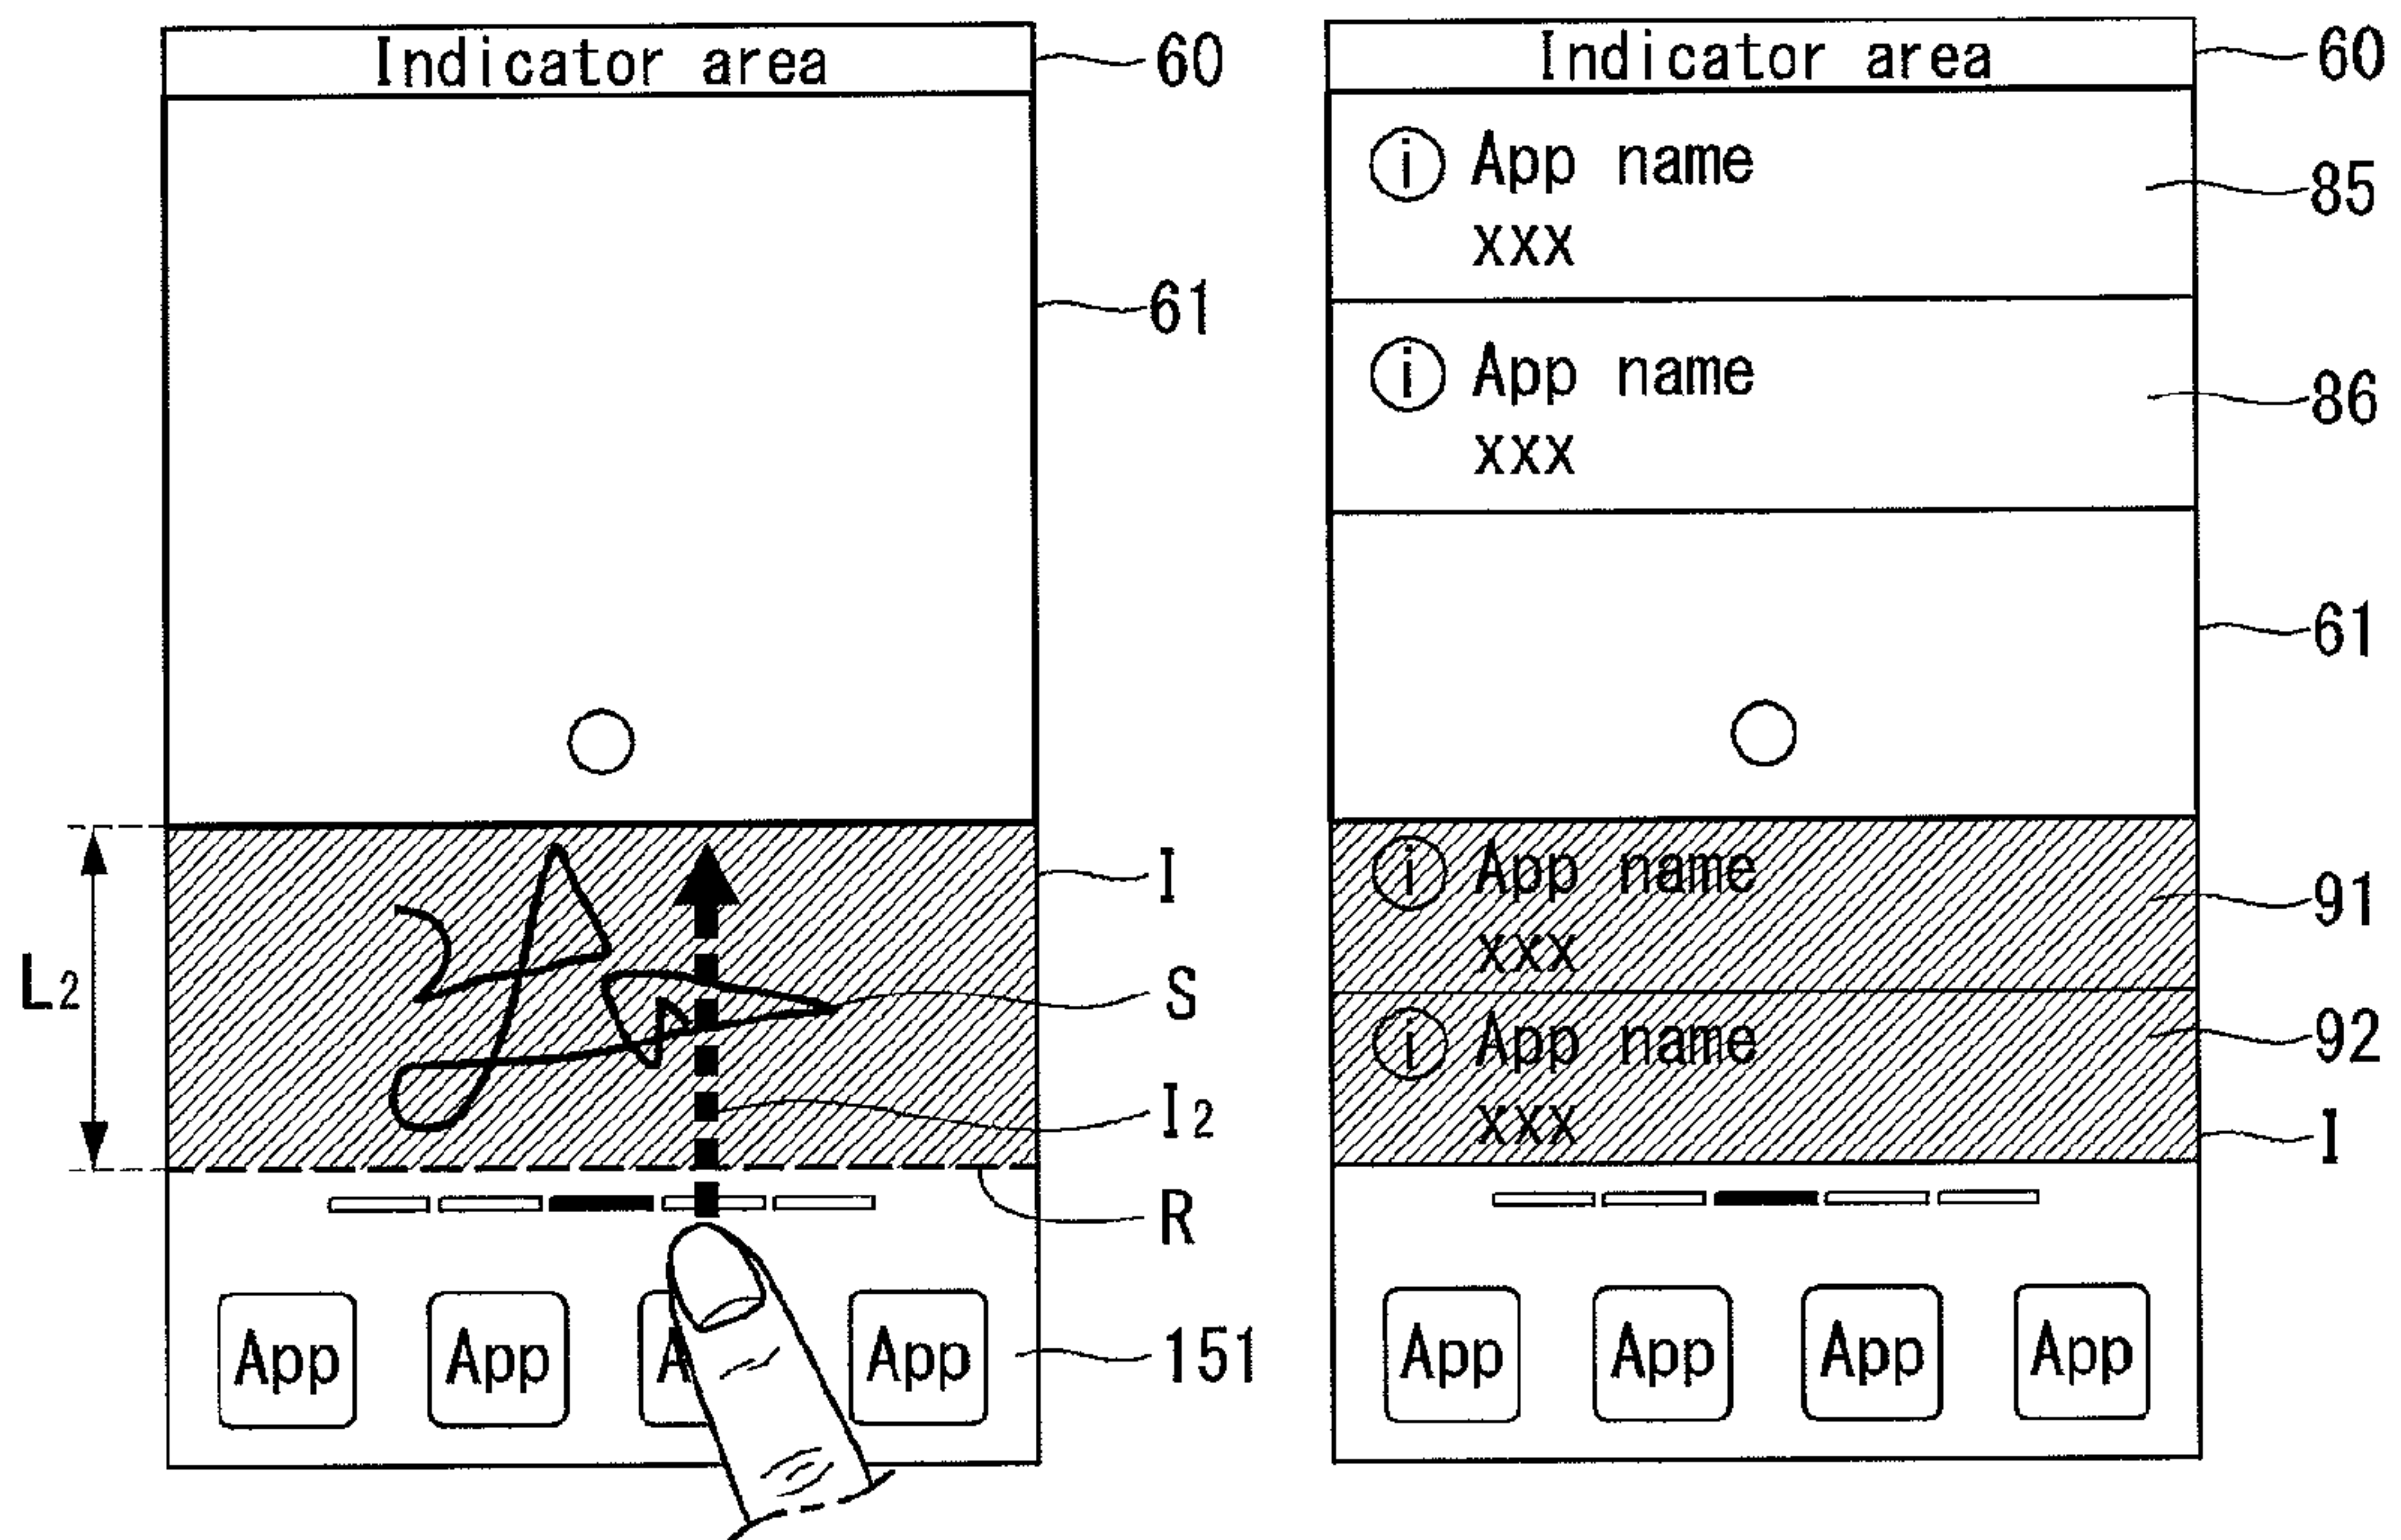 Indicator area
60
61
I
S
L2
I2
R
App App A App
151
Indicator area
60
i App name
xxx
85
i App name
xxx
86
61
i App name
xxx
91
i App name
xxx
92
I
App App App App